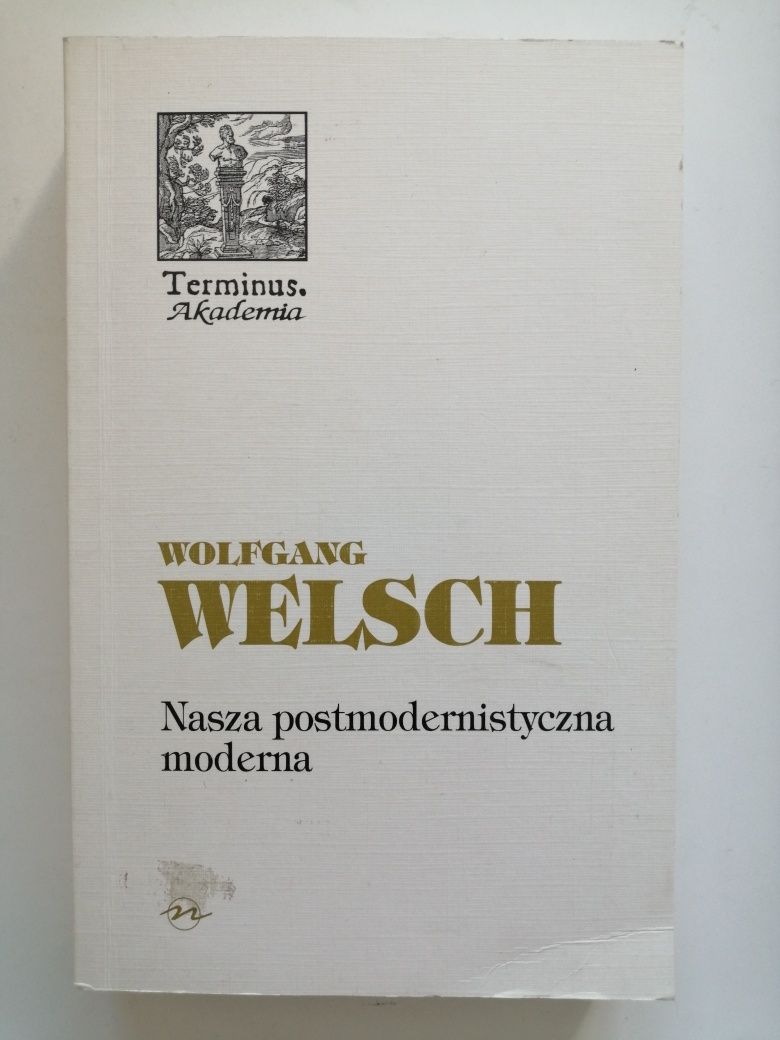 Terminus.
Akademia
WOLFGANG
WELSCH
Nasza postmodernistyczna
moderna
n